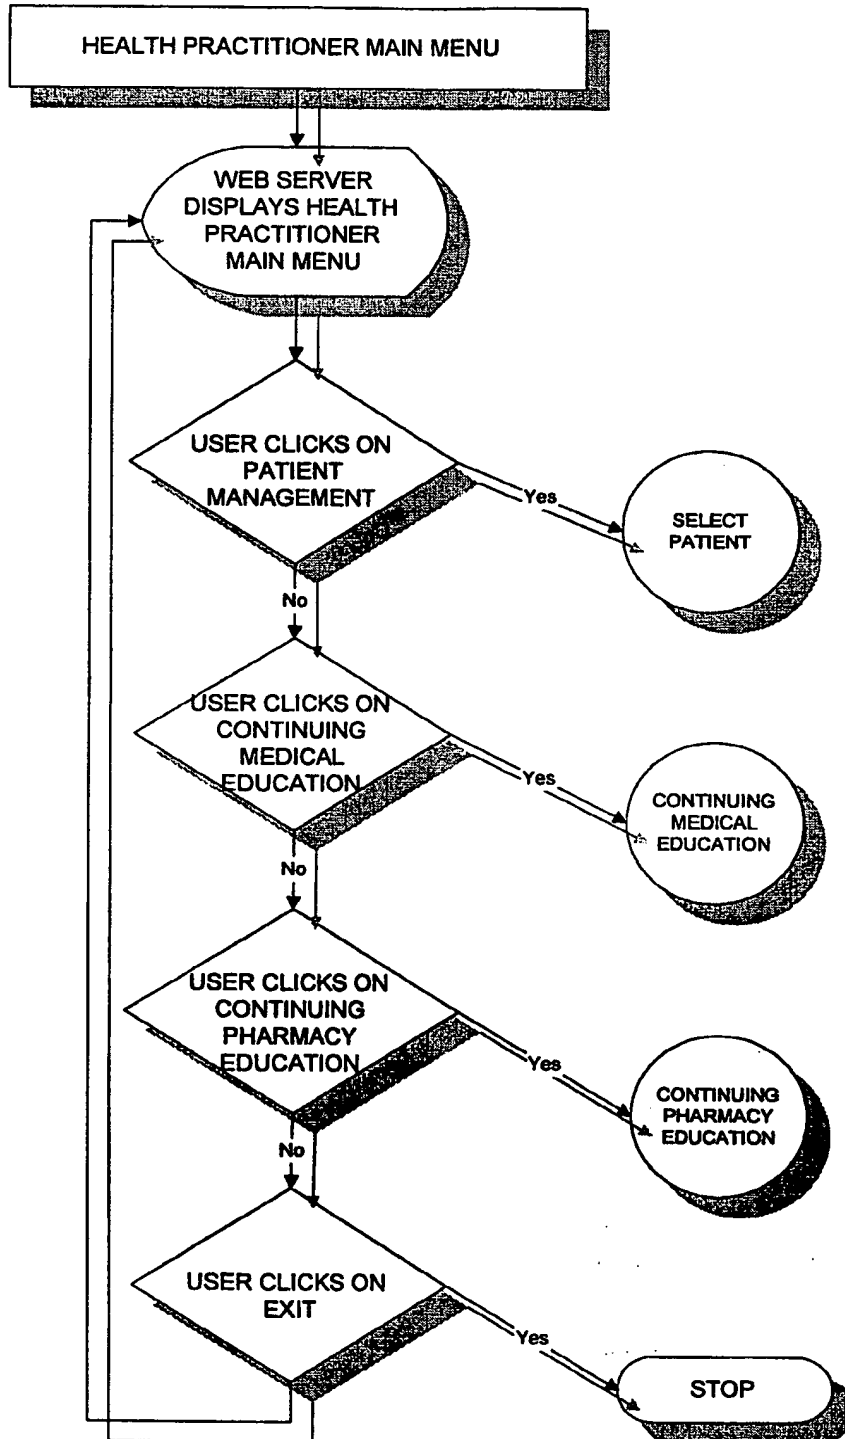 HEALTH PRACTITIONER MAIN MENU
WEB SERVER
DISPLAYS HEALTH
PRACTITIONER
MAIN MENU
USER CLICKS ON
PATIENT
MANAGEMENT
Yes
SELECT
PATIENT
No
USER CLICKS ON
CONTINUING
MEDICAL
EDUCATION
Yes
CONTINUING
MEDICAL
EDUCATION
No
USER CLICKS ON
CONTINUING
PHARMACY
EDUCATION
Yes
CONTINUING
PHARMACY
EDUCATION
No
USER CLICKS ON
EXIT
Yes
STOP